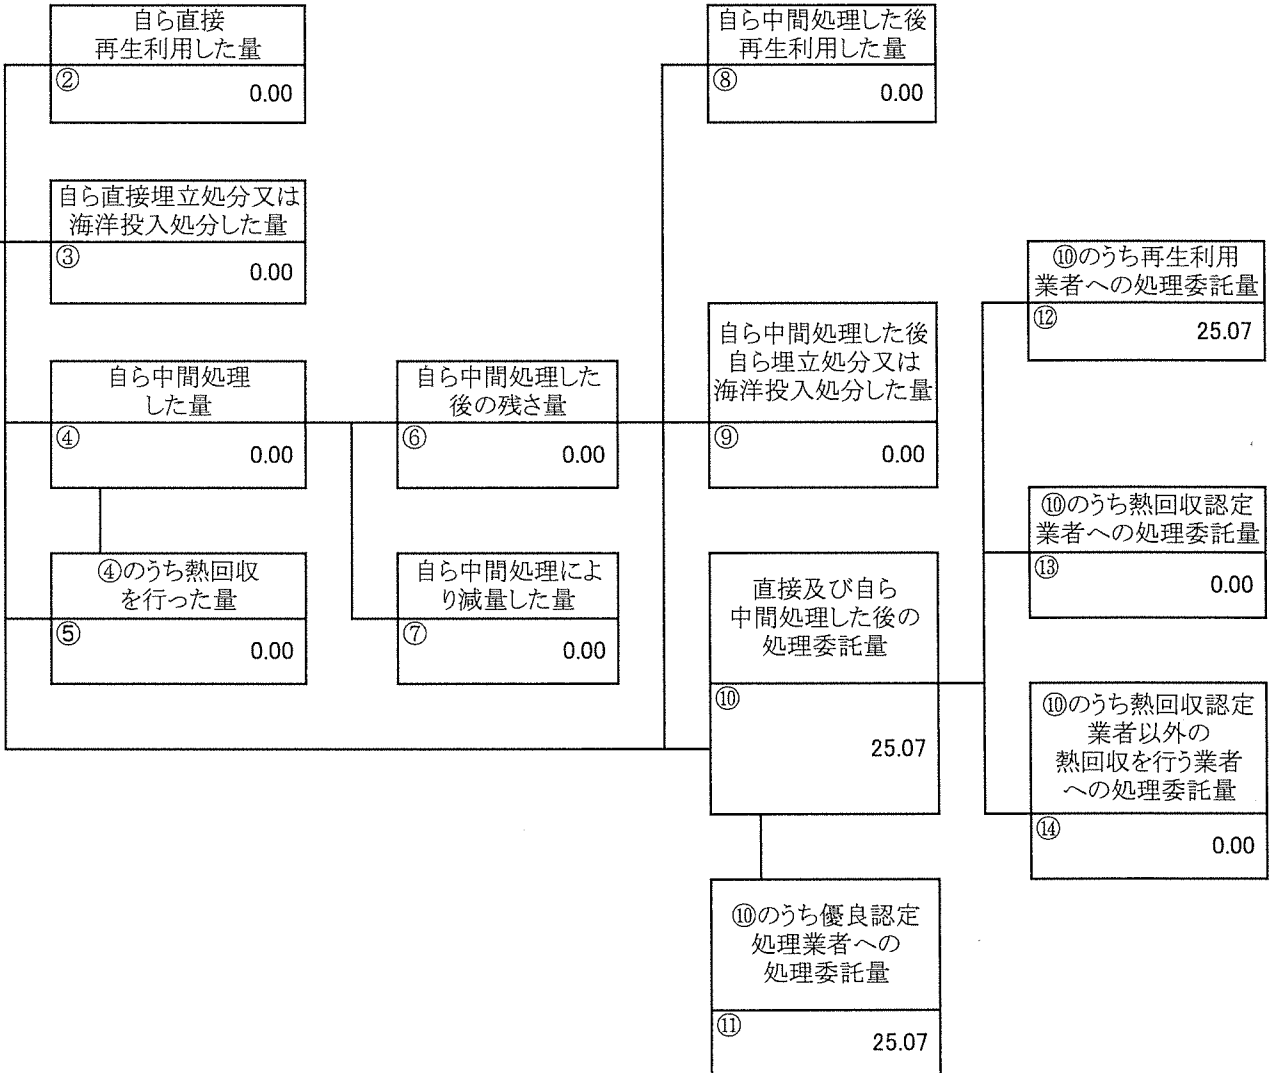 自ら直接
再生利用した量
②
0.00
自ら直接埋立処分又は
海洋投入処分した量
③
0.00
自ら中間処理
した量
④
0.00
④のうち熱回収
を行った量
⑤
0.00
自ら中間処理した
後の残さ量
⑥
0.00
自ら中間処理によ
り減量した量
⑦
0.00
自ら中間処理した後
再生利用した量
⑧
0.00
自ら中間処理した後
自ら埋立処分又は
海洋投入処分した量
⑨
0.00
直接及び自ら
中間処理した後の
処理委託量
⑩
25.07
⑩のうち優良認定
処理業者への
処理委託量
⑪
25.07
⑩のうち再生利用
業者への処理委託量
⑫
25.07
⑩のうち熱回収認定
業者への処理委託量
⑬
0.00
⑩のうち熱回収認定
業者以外の
熱回収を行う業者
への処理委託量
⑭
0.00